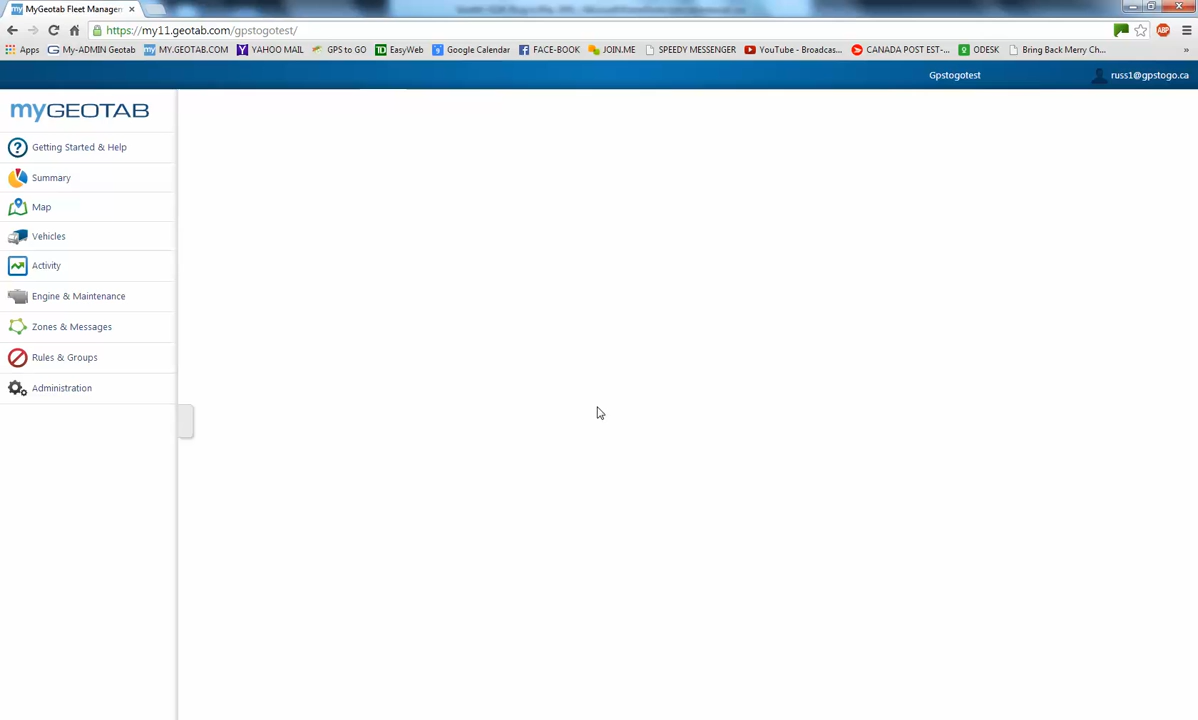 MyGeotab Fleet Managem
https://my11.geotab.com/gpstogotest/
Apps My-ADMIN Geotab MY.GEOTAB.COM YAHOO MAIL GPS to GO EasyWeb Google Calendar FACE-BOOK JOIN.ME SPEEDY MESSENGER YouTube - Broadcas... CANADA POST EST-... ODESK Bring Back Merry Ch... »
Gpstogotest russ1@gpstogo.ca
myGEOTAB
Getting Started & Help
Summary
Map
Vehicles
Activity
Engine & Maintenance
Zones & Messages
Rules & Groups
Administration